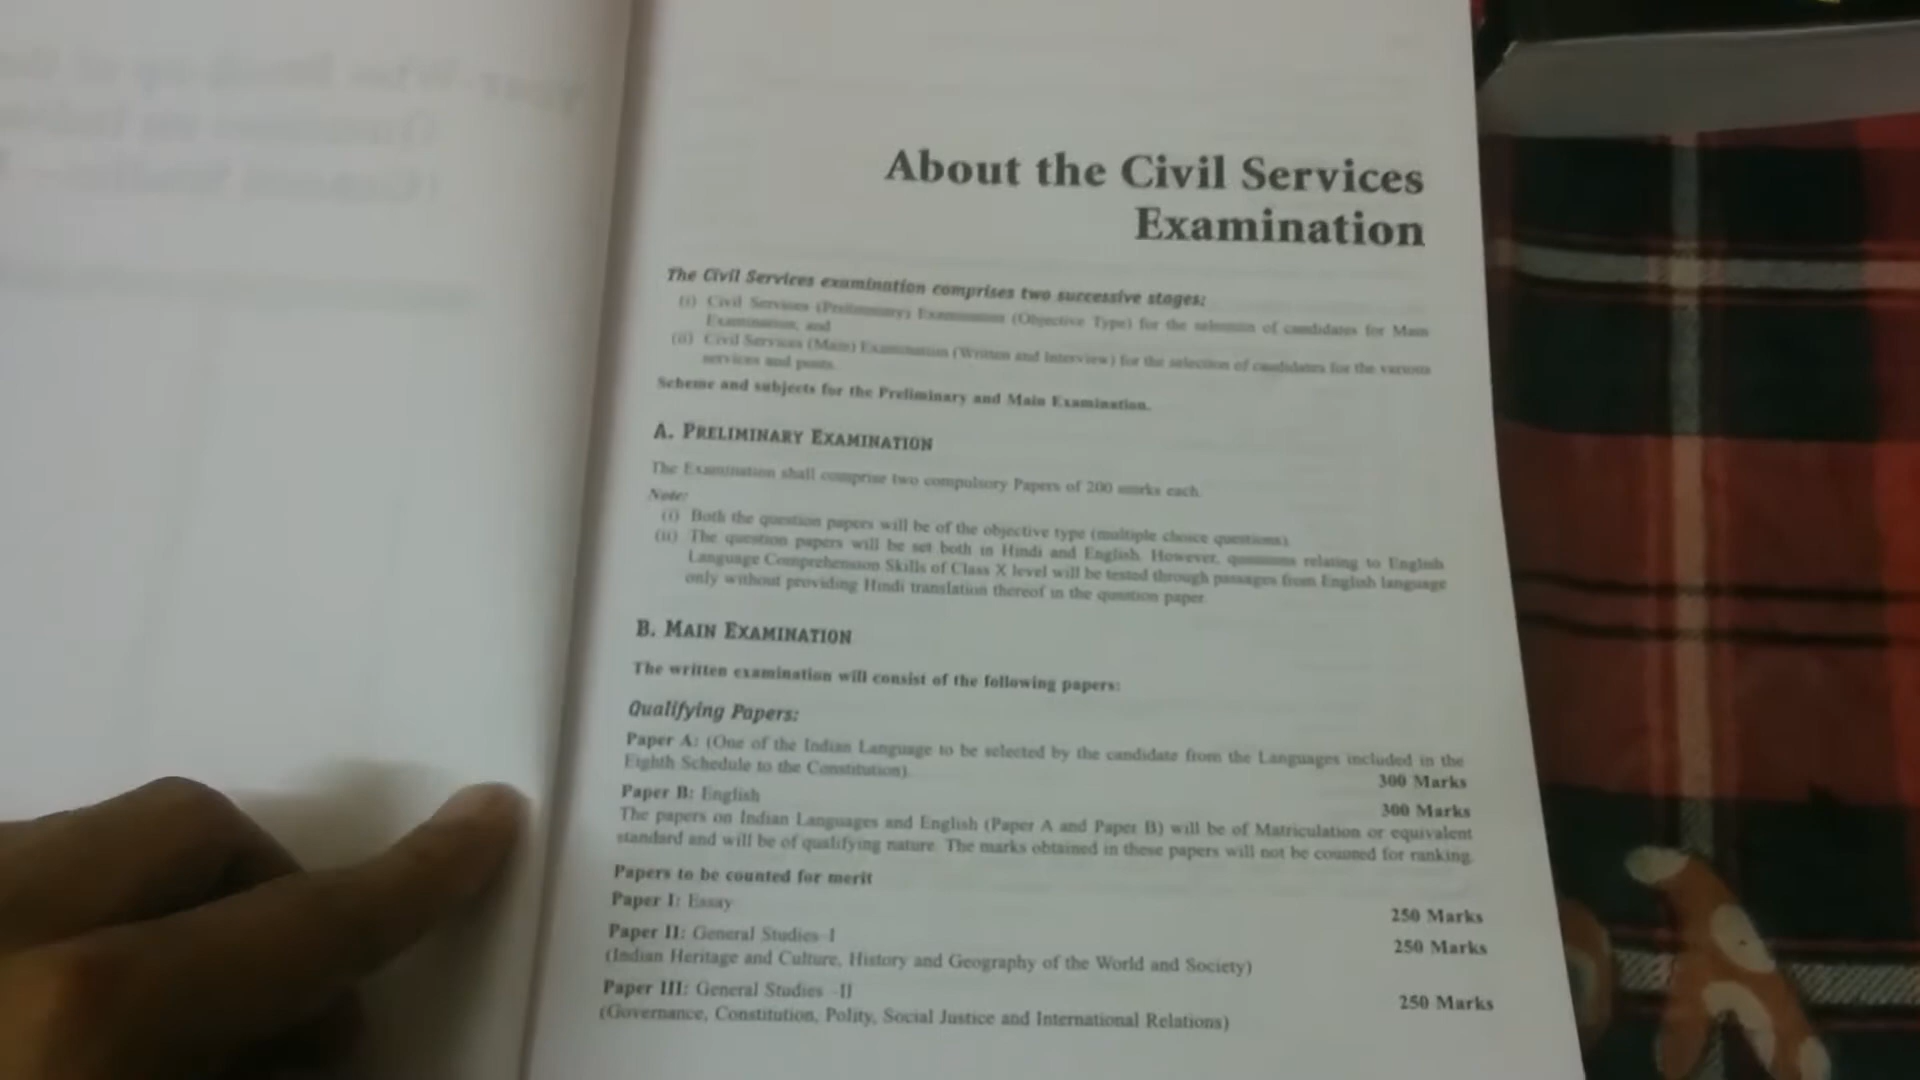 About the Civil Services
Examination
The Civil Services examination comprises two successive stages:
(i) Civil Services (Preliminary) Examination (Objective Type) for the selection of candidates for Main
Examination, and
(ii) Civil Services (Main) Examination (Written and Interview) for the selection of candidates for the various
services and posts.
Scheme and subjects for the Preliminary and Main Examination.
A. PRELIMINARY EXAMINATION
The Examination shall comprise two compulsory Papers of 200 marks each.
Note:
(i) Both the question papers will be of the objective type (multiple choice questions).
(ii) The question papers will be set both in Hindi and English. However, questions relating to English
Language Comprehension Skills of Class X level will be tested through passages from English language
only without providing Hindi translation thereof in the question paper.
B. MAIN EXAMINATION
The written examination will consist of the following papers:
Qualifying Papers:
Paper A: (One of the Indian Language to be selected by the candidate from the Languages included in the
Eighth Schedule to the Constitution). 300 Marks
Paper B: English 300 Marks
The papers on Indian Languages and English (Paper A and Paper B) will be of Matriculation or equivalent
standard and will be of qualifying nature. The marks obtained in these papers will not be counted for ranking.
Papers to be counted for merit
Paper I: Essay 250 Marks
Paper II: General Studies-I 250 Marks
(Indian Heritage and Culture, History and Geography of the World and Society)
Paper III: General Studies -II 250 Marks
(Governance, Constitution, Polity, Social Justice and International Relations)